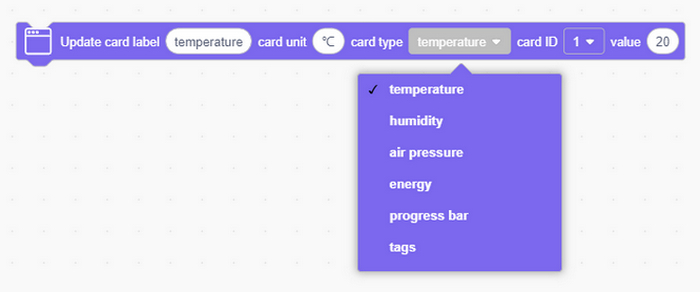 Update card label temperature card unit ℃ card type temperature card ID 1 value 20
temperature
humidity
air pressure
energy
progress bar
tags